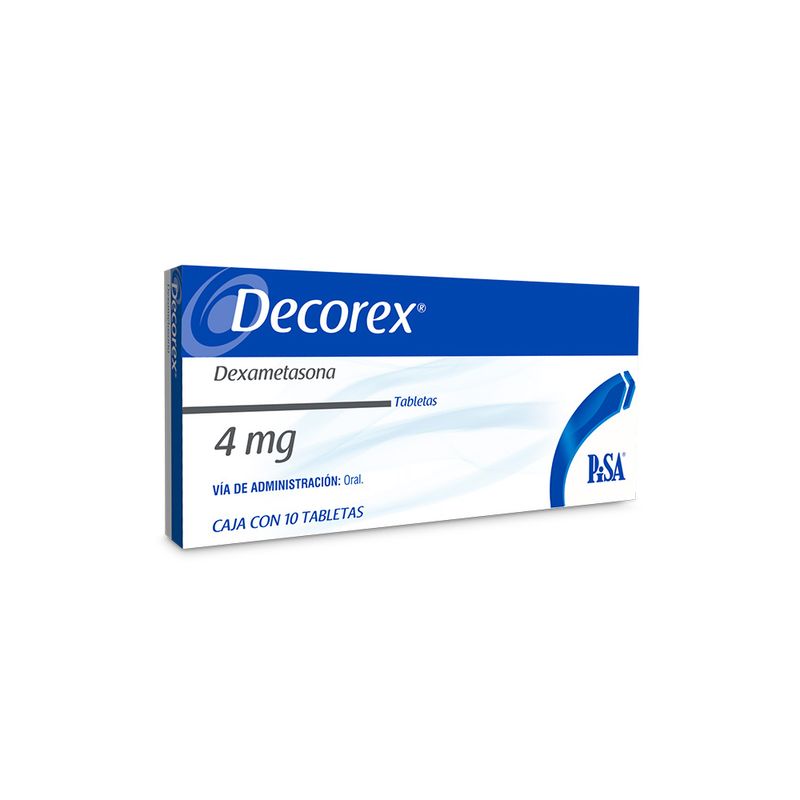 Decorex®
Dexametasona
Tabletas
4 mg
VÍA DE ADMINISTRACIÓN: Oral.
CAJA CON 10 TABLETAS
PiSA®
Decorex®